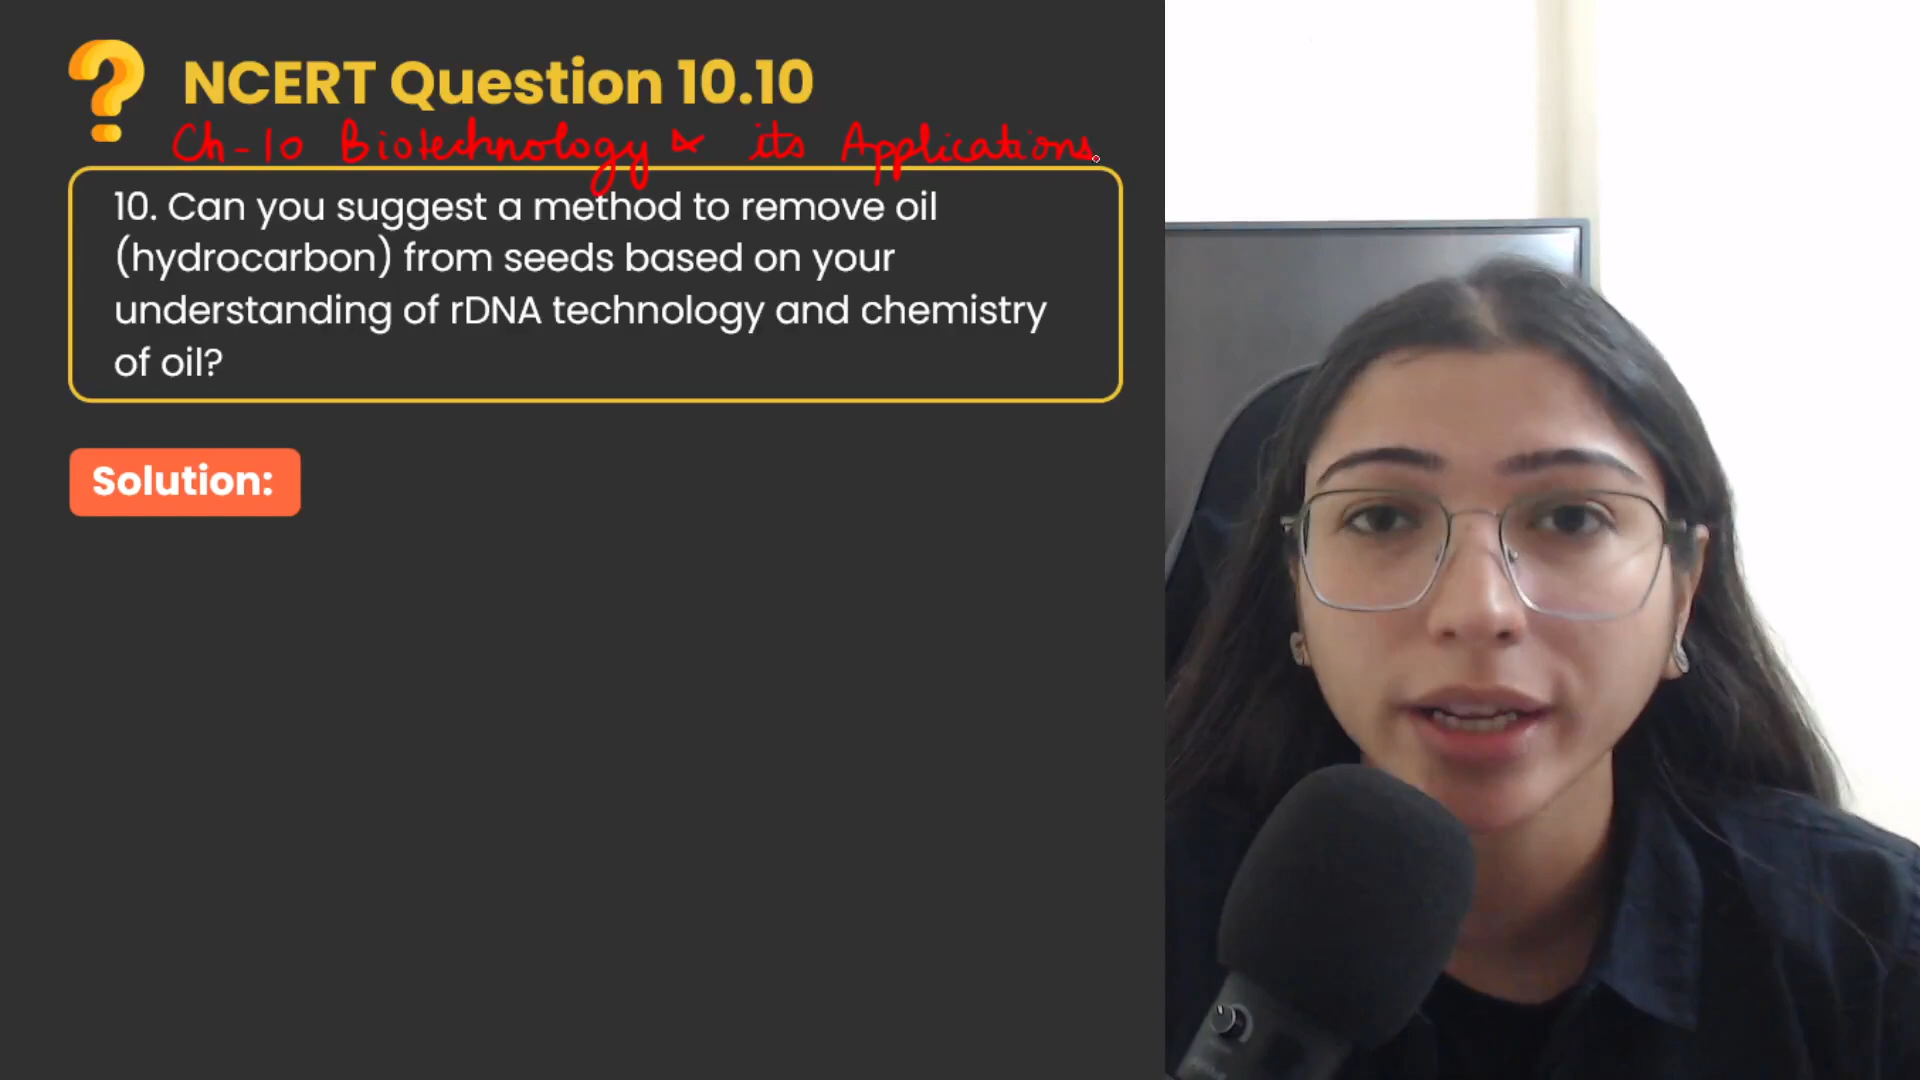 NCERT Question 10.10
Ch-10 Biotechnology & its Applications
10. Can you suggest a method to remove oil
(hydrocarbon) from seeds based on your
understanding of rDNA technology and chemistry
of oil?
Solution: